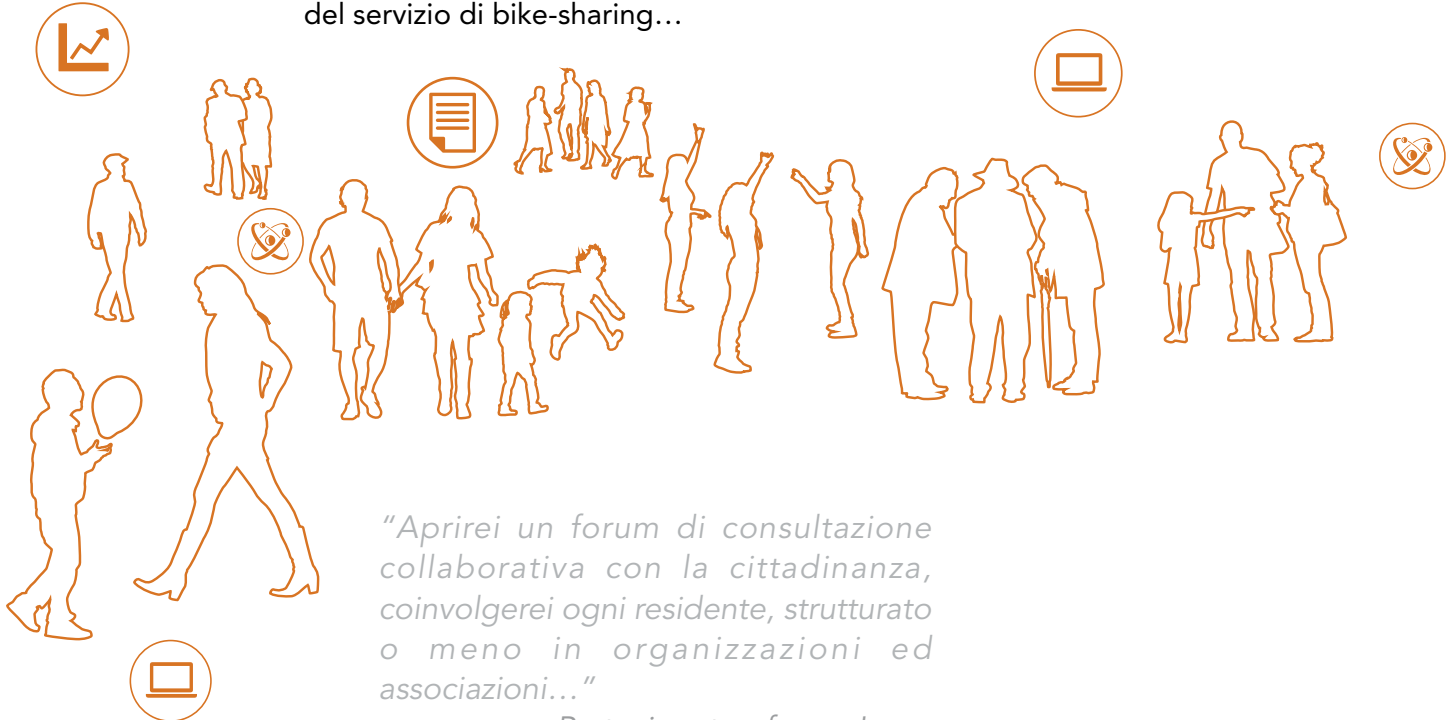 del servizio di bike-sharing…
“Aprirei un forum di consultazione
collaborativa con la cittadinanza,
coinvolgerei ogni residente, strutturato
o meno in organizzazioni ed
associazioni…”